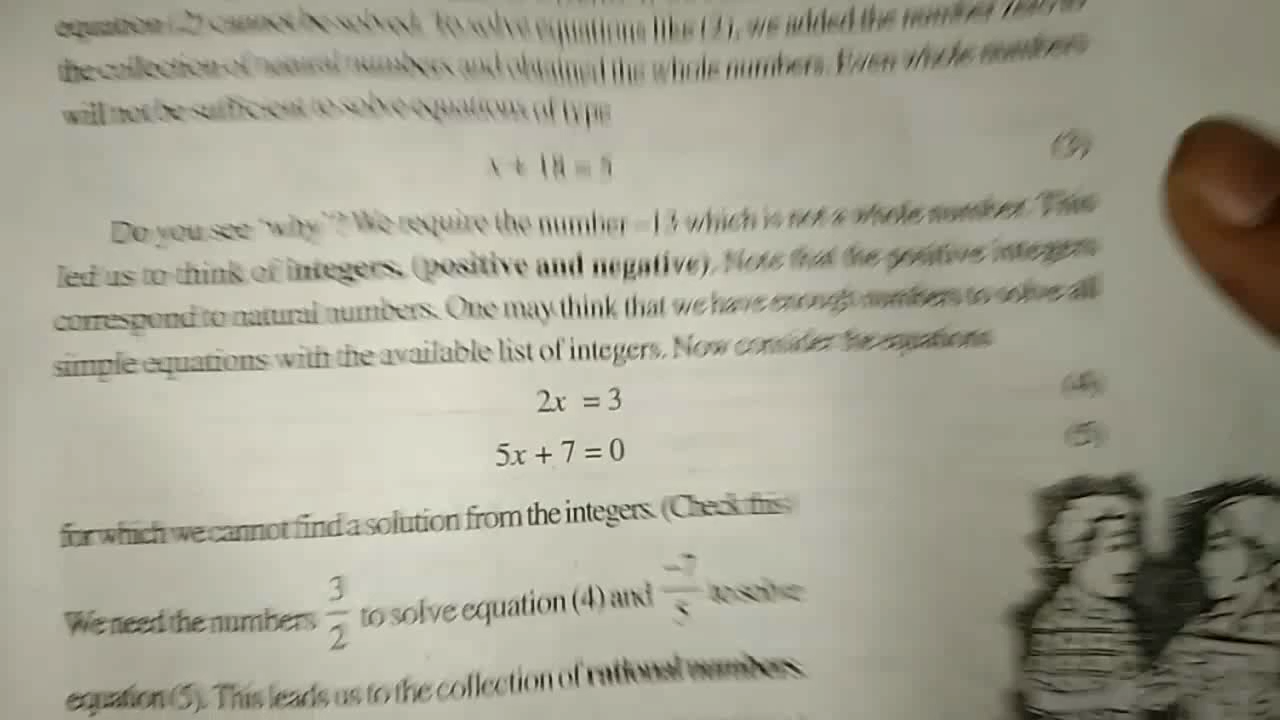 equation (2) cannot be solved. To solve equations like (2), we added the number zero to
the collection of natural numbers and obtained the whole numbers. Even whole numbers
will not be sufficient to solve equations of type
x + 18 = 5
(3)
Do you see 'why'? We require the number –13 which is not a whole number. This
led us to think of integers, (positive and negative). Note that the positive integers
correspond to natural numbers. One may think that we have enough numbers to solve all
simple equations with the available list of integers. Now consider the equations
2x = 3
(4)
5x + 7 = 0
(5)
for which we cannot find a solution from the integers. (Check this)
We need the numbers 3/2 to solve equation (4) and -7/5 to solve
equation (5). This leads us to the collection of rational numbers.